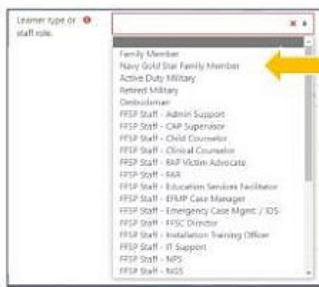 Learner type or
staff role.
Family Member
Navy Gold Star Family Member
Active Duty Military
Retired Military
Ombudsman
FFSP Staff - Admin Support
FFSP Staff - CAP Supervisor
FFSP Staff - Child Counselor
FFSP Staff - Clinical Counselor
FFSP Staff - FAP Victim Advocate
FFSP Staff - FAR
FFSP Staff - Education Services Facilitator
FFSP Staff - EFMP Case Manager
FFSP Staff - Emergency Case Mgmt. / IDS
FFSP Staff - FFSC Director
FFSP Staff - Installation Training Officer
FFSP Staff - IT Support
FFSP Staff - NPS
FFSP Staff - NGS